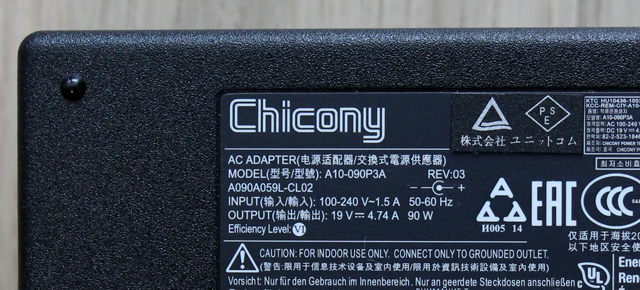 Chicony
AC ADAPTER(电源适配器/交換式電源供應器)
MODEL(型号/型號): A10-090P3A REV:03
A090A059L-CL02
INPUT(输入/輸入): 100-240 V~1.5 A 50-60 Hz
OUTPUT(输出/輸出): 19 V 4.74 A 90 W
Efficiency Level: VI
CAUTION: FOR INDOOR USE ONLY. CONNECT ONLY TO GROUNDED OUTLET.
(警告:限用于信息技术设备及室内使用/限用於資訊技術設備及室內使用)
Vorsicht: Nur für den Gebrauch im Innenbereich. Nur an geerdete Steckdosen anschließen
P S E
株式会社 ユニットコム
И005 14
EAC
CCC
仅适用于海拔20
以下地区安全使
UL